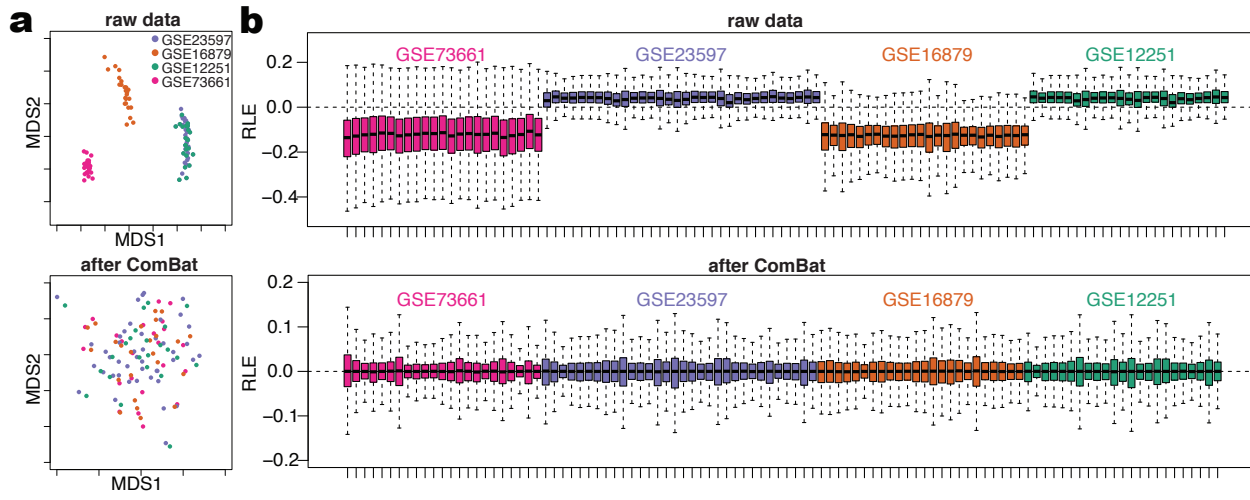 a
raw data
GSE23597
GSE16879
GSE12251
GSE73661
MDS2
MDS1
after ComBat
MDS2
MDS1
b
raw data
GSE73661 GSE23597 GSE16879 GSE12251
RLE
0.2
0.0
−0.2
−0.4
after ComBat
GSE73661 GSE23597 GSE16879 GSE12251
RLE
0.2
0.1
0.0
−0.1
−0.2